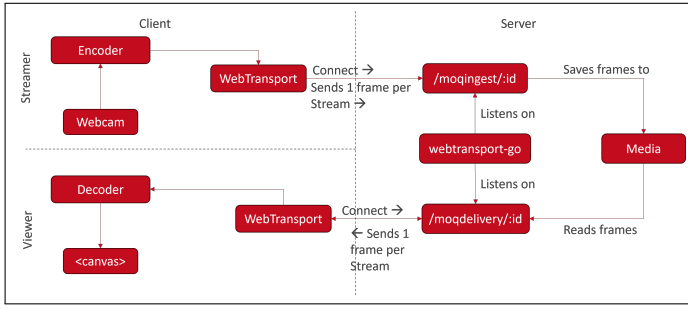 Client
Server
Streamer
Encoder
WebTransport
Connect →
Sends 1 frame per
Stream →
/moqingest/:id
Saves frames to
Webcam
Listens on
webtransport-go
Media
Viewer
Decoder
Listens on
WebTransport
Connect →
/moqdelivery/:id
Reads frames
← Sends 1
frame per
Stream
<canvas>